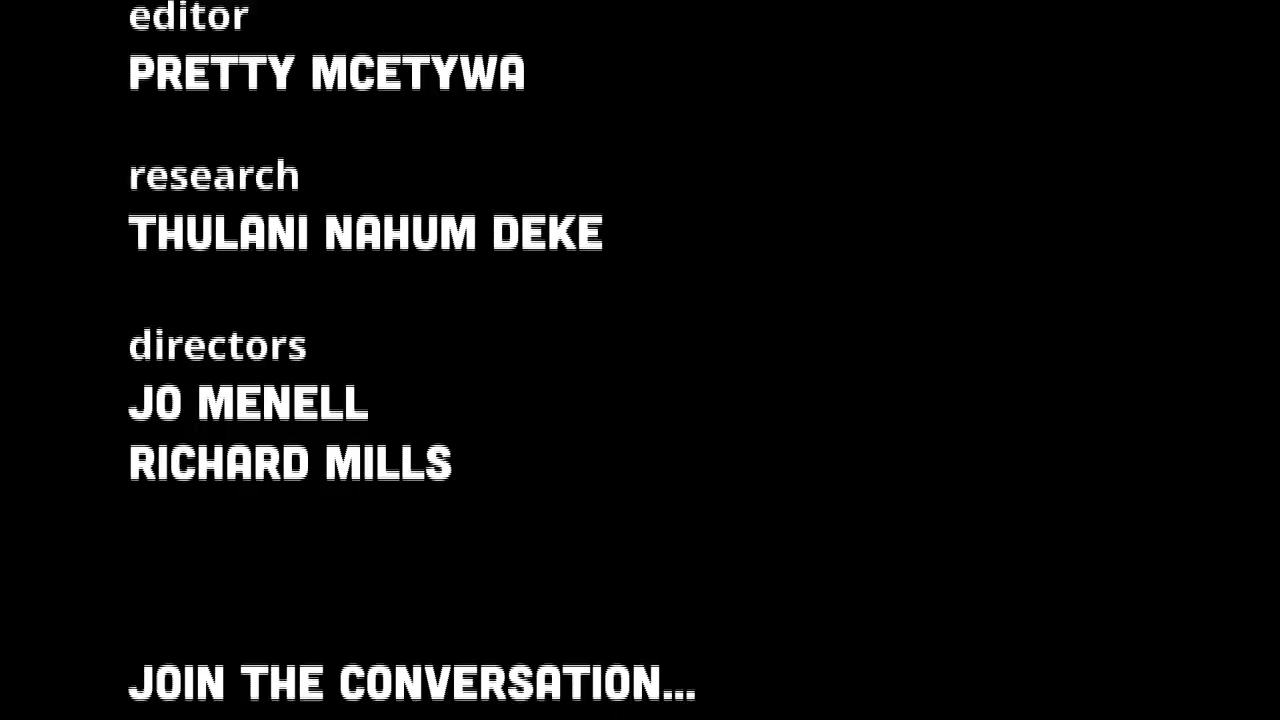 editor
PRETTY MCETYWA
research
THULANI NAHUM DEKE
directors
JO MENELL
RICHARD MILLS
JOIN THE CONVERSATION...